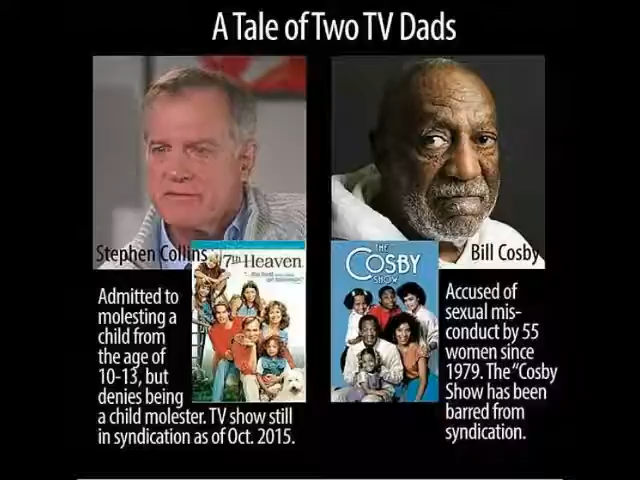 A Tale of Two TV Dads
Stephen Collins
Bill Cosby
7th Heaven
THE
COSBY
SHOW
Admitted to
molesting a
child from
the age of
10-13, but
denies being
a child molester. TV show still
in syndication as of Oct. 2015.
Accused of
sexual mis-
conduct by 55
women since
1979. The "Cosby
Show has been
barred from
syndication.